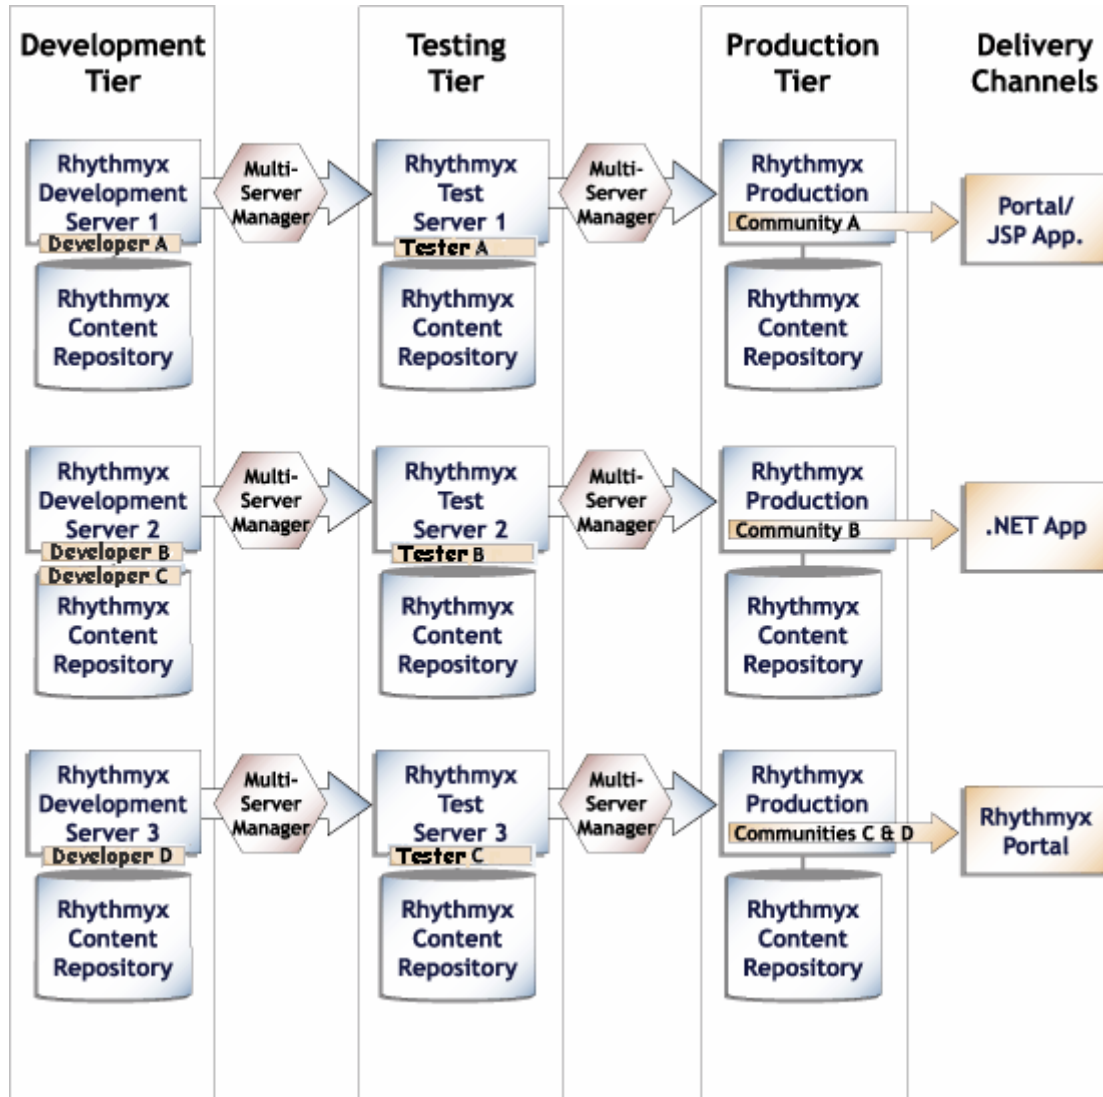 Development
Tier
Testing
Tier
Production
Tier
Delivery
Channels
Rhythmyx
Development
Server 1
Developer A
Multi-
Server
Manager
Rhythmyx
Test
Server 1
Tester A
Multi-
Server
Manager
Rhythmyx
Production
Community A
Portal/
JSP App.
Rhythmyx
Content
Repository
Rhythmyx
Content
Repository
Rhythmyx
Content
Repository
Rhythmyx
Development
Server 2
Developer B
Developer C
Multi-
Server
Manager
Rhythmyx
Test
Server 2
Tester B
Multi-
Server
Manager
Rhythmyx
Production
Community B
.NET App
Rhythmyx
Content
Repository
Rhythmyx
Content
Repository
Rhythmyx
Content
Repository
Rhythmyx
Development
Server 3
Developer D
Multi-
Server
Manager
Rhythmyx
Test
Server 3
Tester C
Multi-
Server
Manager
Rhythmyx
Production
Communities C & D
Rhythmyx
Portal
Rhythmyx
Content
Repository
Rhythmyx
Content
Repository
Rhythmyx
Content
Repository